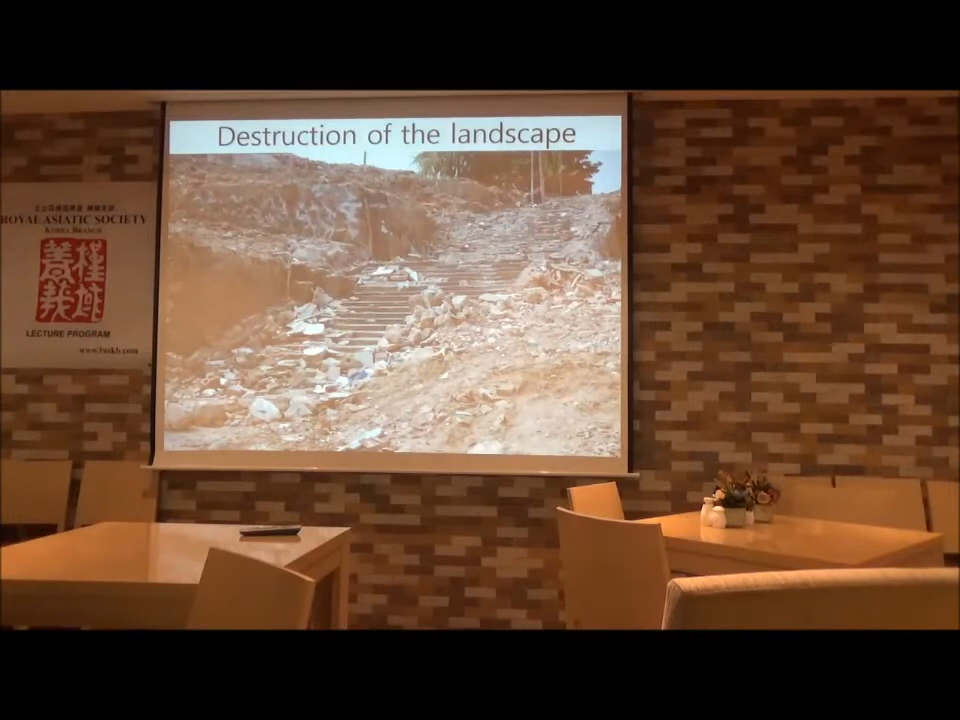 Destruction of the landscape
ROYAL ASIATIC SOCIETY
KOREA BRANCH
LECTURE PROGRAM
www.raskb.com